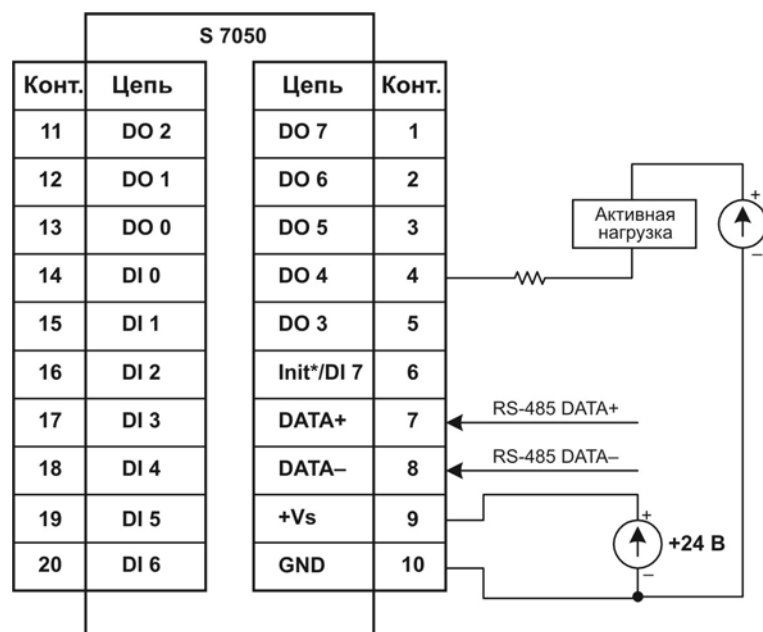 S 7050
Конт. Цепь Цепь Конт.
11 DO 2 DO 7 1
12 DO 1 DO 6 2
13 DO 0 DO 5 3
14 DI 0 DO 4 4
15 DI 1 DO 3 5
16 DI 2 Init*/DI 7 6
17 DI 3 DATA+ 7
18 DI 4 DATA– 8
19 DI 5 +Vs 9
20 DI 6 GND 10
Активная
нагрузка
+
–
RS-485 DATA+
RS-485 DATA–
+
+24 В
–